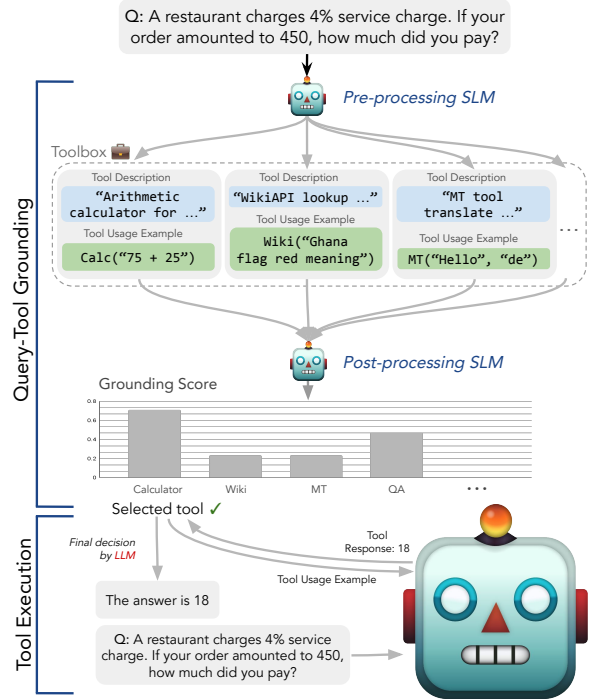 Q: A restaurant charges 4% service charge. If your
order amounted to 450, how much did you pay?
Pre-processing SLM
Toolbox
Tool Description
"Arithmetic
calculator for ..."
Tool Usage Example
Calc("75 + 25")
Tool Description
"WikiAPI lookup ..."
Tool Usage Example
Wiki("Ghana
flag red meaning")
Tool Description
"MT tool
translate ..."
Tool Usage Example
MT("Hello", "de")
...
Query-Tool Grounding
Post-processing SLM
Grounding Score
0.8
0.6
0.4
0.2
0
Calculator
Wiki
MT
QA
...
Selected tool ✓
Tool Execution
Final decision
by LLM
Tool
Response: 18
Tool Usage Example
The answer is 18
Q: A restaurant charges 4% service
charge. If your order amounted to 450,
how much did you pay?